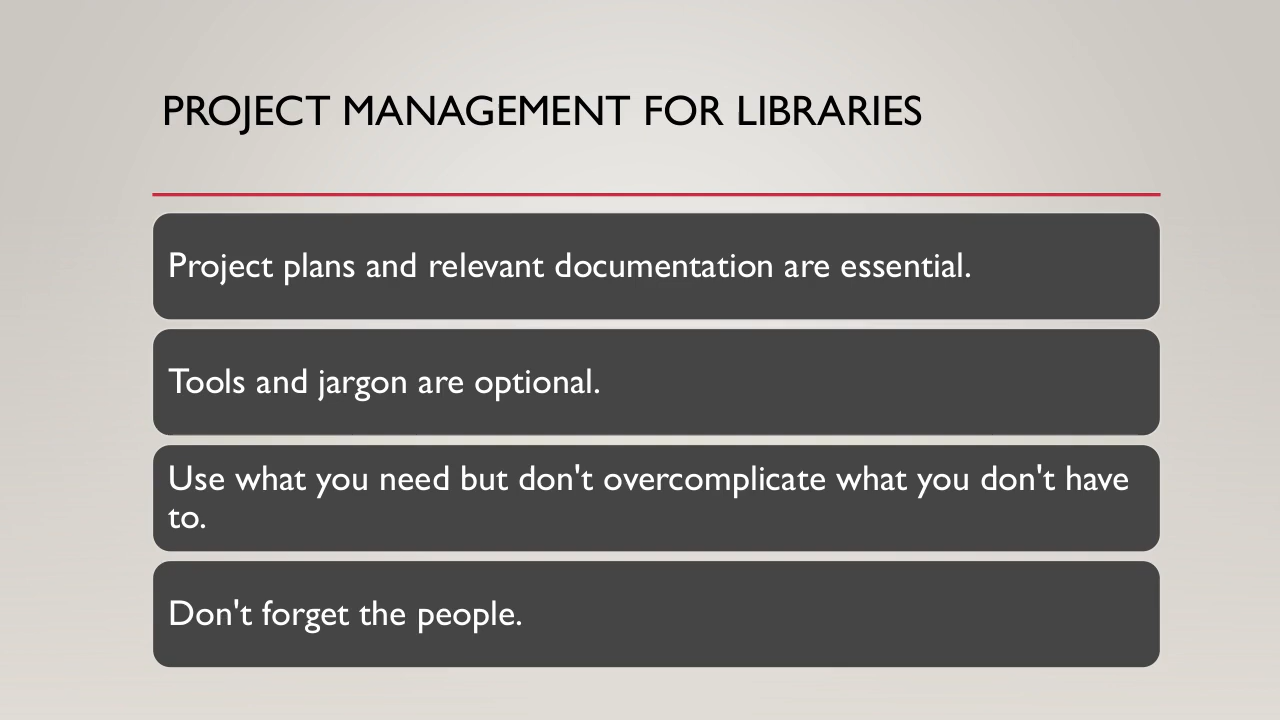 PROJECT MANAGEMENT FOR LIBRARIES
Project plans and relevant documentation are essential.
Tools and jargon are optional.
Use what you need but don't overcomplicate what you don't have
to.
Don't forget the people.